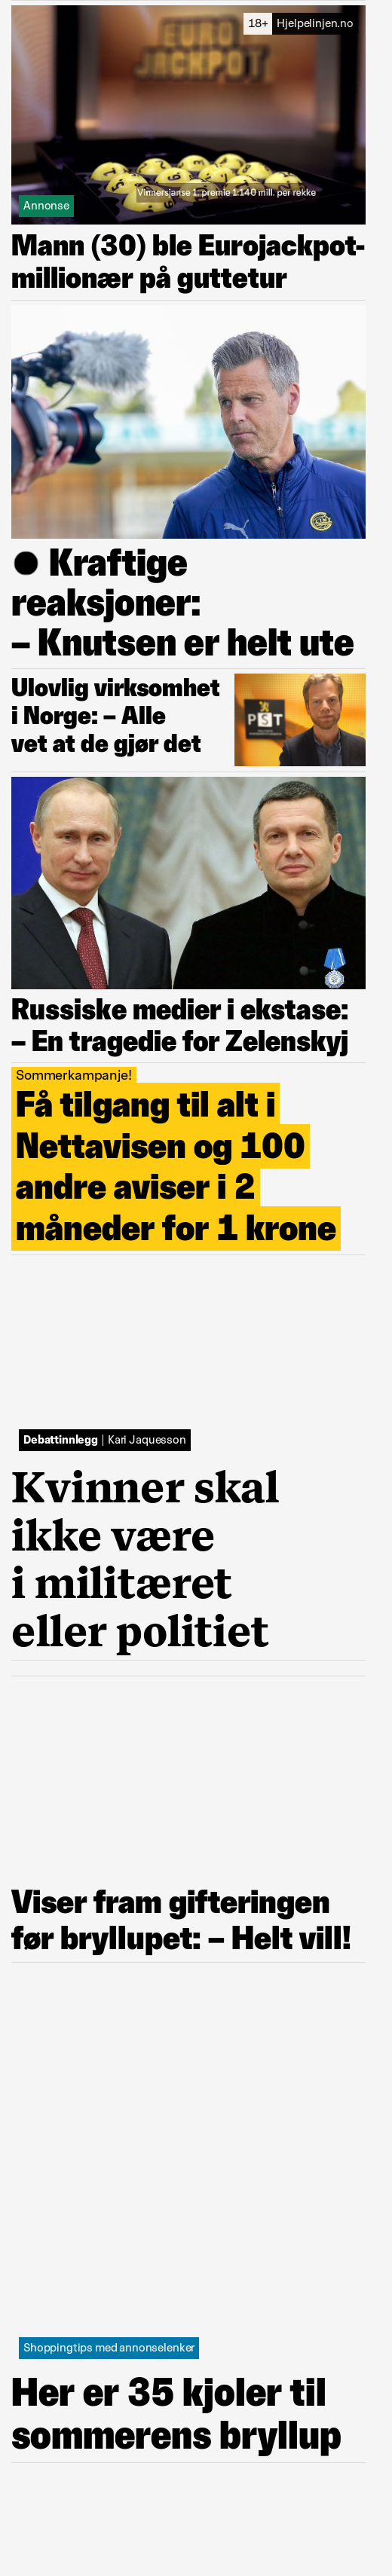 18+ Hjelpelinjen.no
EURO
JACKPOT
Vinnersjanse 1. premie 1:140 mill. per rekke
Annonse
Mann (30) ble Eurojackpot-
millionær på guttetur
Kraftige
reaksjoner:
– Knutsen er helt ute
Ulovlig virksomhet
i Norge: – Alle
vet at de gjør det
PST
Russiske medier i ekstase:
– En tragedie for Zelenskyj
Sommerkampanje!
Få tilgang til alt i
Nettavisen og 100
andre aviser i 2
måneder for 1 krone
Debattinnlegg | Kari Jaquesson
Kvinner skal
ikke være
i militæret
eller politiet
Viser fram gifteringen
før bryllupet: – Helt vill!
Shoppingtips med annonselenker
Her er 35 kjoler til
sommerens bryllup